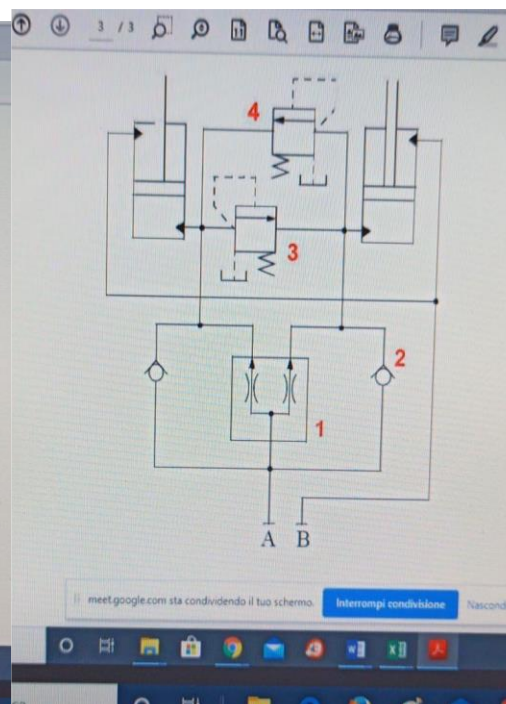 3 / 3
4
3
2
1
A B
meet.google.com sta condividendo il tuo schermo.
Interrompi condivisione
Nascond